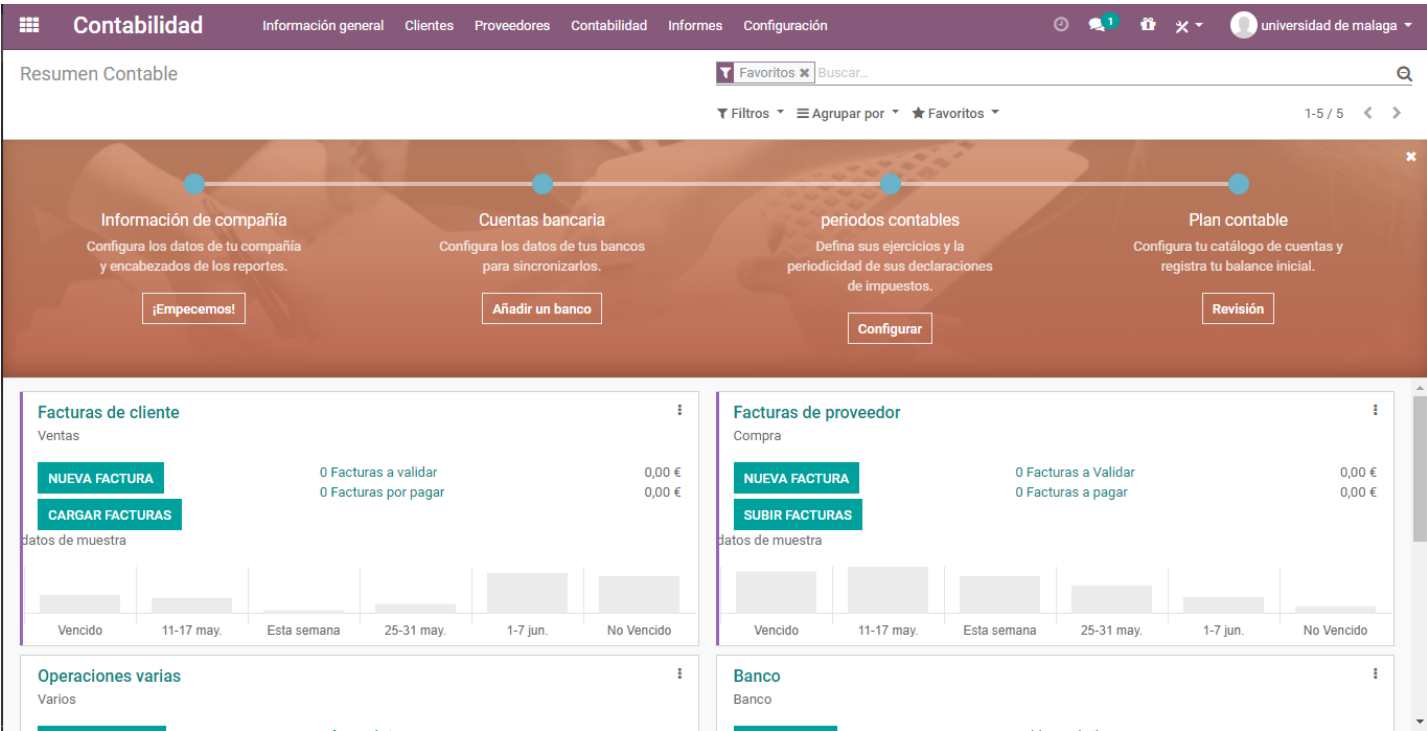 Contabilidad
Información general Clientes Proveedores Contabilidad Informes Configuración
1
universidad de malaga
Resumen Contable
Favoritos Buscar...
Filtros Agrupar por Favoritos
1-5 / 5
Información de compañía
Configura los datos de tu compañía
y encabezados de los reportes.
¡Empecemos!
Cuentas bancaria
Configura los datos de tus bancos
para sincronizarlos.
Añadir un banco
periodos contables
Defina sus ejercicios y la
periodicidad de sus declaraciones
de impuestos.
Configurar
Plan contable
Configura tu catálogo de cuentas y
registra tu balance inicial.
Revisión
Facturas de cliente
Ventas
NUEVA FACTURA
CARGAR FACTURAS
0 Facturas a validar 0,00 €
0 Facturas por pagar 0,00 €
datos de muestra
Vencido 11-17 may. Esta semana 25-31 may. 1-7 jun. No Vencido
Facturas de proveedor
Compra
NUEVA FACTURA
SUBIR FACTURAS
0 Facturas a Validar 0,00 €
0 Facturas a pagar 0,00 €
datos de muestra
Vencido 11-17 may. Esta semana 25-31 may. 1-7 jun. No Vencido
Operaciones varias
Varios
Banco
Banco